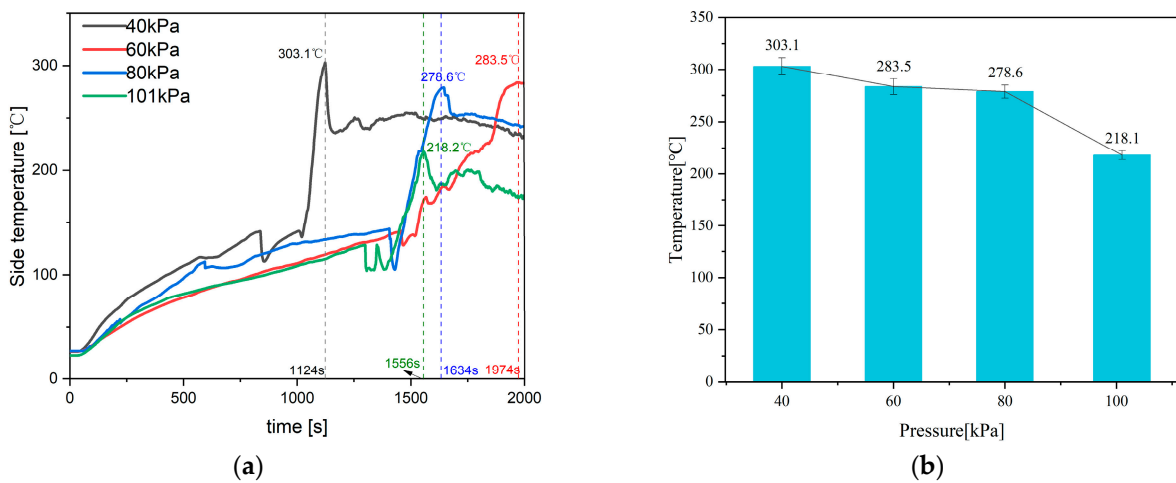 40kPa
60kPa
80kPa
101kPa
303.1℃
278.6℃
283.5℃
218.2℃
1124s
1556s
1634s
1974s
Side temperature [℃]
0
100
200
300
0
500
1000
1500
2000
time [s]
(a)
303.1
283.5
278.6
218.1
Temperature[℃]
0
50
100
150
200
250
300
350
40
60
80
100
Pressure[kPa]
(b)